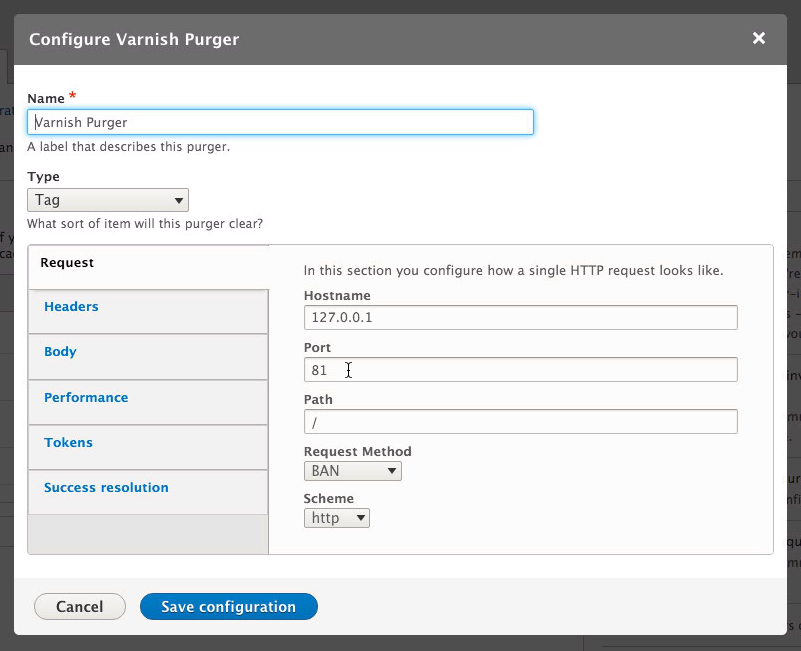 Configure Varnish Purger
Name *
Varnish Purger
A label that describes this purger.
Type
Tag
What sort of item will this purger clear?
Request
Headers
Body
Performance
Tokens
Success resolution
In this section you configure how a single HTTP request looks like.
Hostname
127.0.0.1
Port
81
Path
/
Request Method
BAN
Scheme
http
Cancel
Save configuration